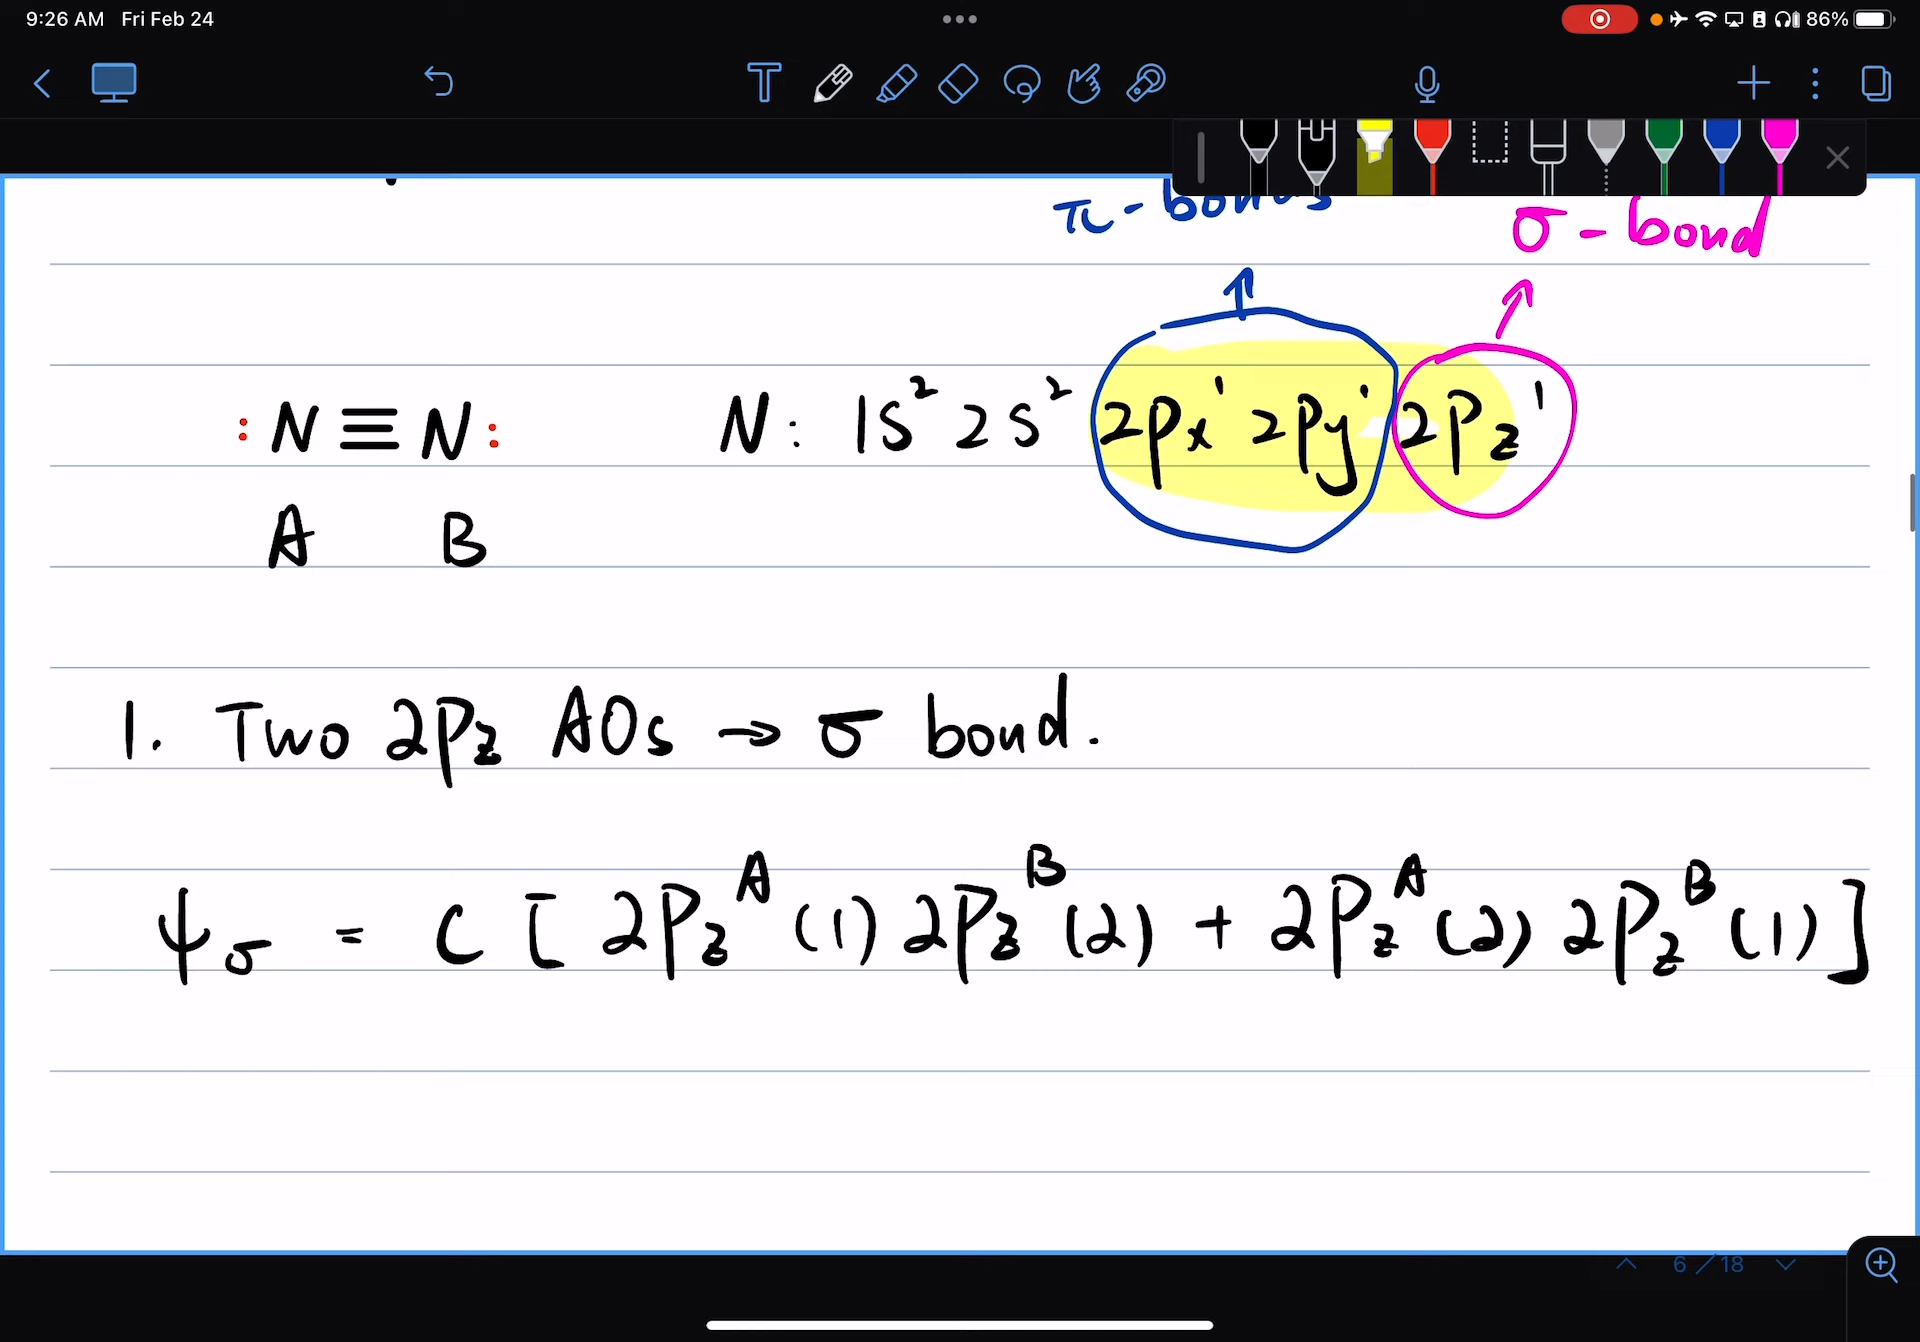 9:26 AM Fri Feb 24
86%
π - bonds
σ - bond
:N≡N: N: 1s² 2s² 2px¹ 2py¹ 2pz¹
A B
1. Two 2pz AOs → σ bond.
ψσ = C [ 2pz^A (1) 2pz^B (2) + 2pz^A (2) 2pz^B (1) ]
6 / 18